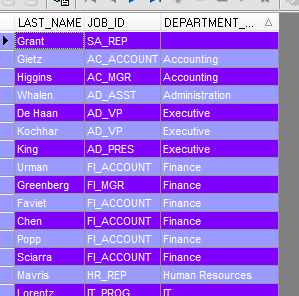 LAST_NAME JOB_ID DEPARTMENT_...
Grant SA_REP
Gietz AC_ACCOUNT Accounting
Higgins AC_MGR Accounting
Whalen AD_ASST Administration
De Haan AD_VP Executive
Kochhar AD_VP Executive
King AD_PRES Executive
Urman FI_ACCOUNT Finance
Greenberg FI_MGR Finance
Faviet FI_ACCOUNT Finance
Chen FI_ACCOUNT Finance
Popp FI_ACCOUNT Finance
Sciarra FI_ACCOUNT Finance
Mavris HR_REP Human Resources
Lorentz IT_PROG IT